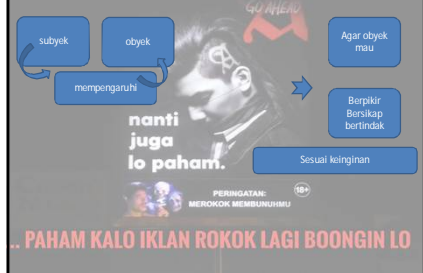 GO AHEAD
subyek
obyek
mempengaruhi
Agar obyek
mau
Berpikir
Bersikap
bertindak
Sesuai keinginan
nanti
juga
lo paham.
18+
PERINGATAN:
MEROKOK MEMBUNUHMU
... PAHAM KALO IKLAN ROKOK LAGI BOONGIN LO